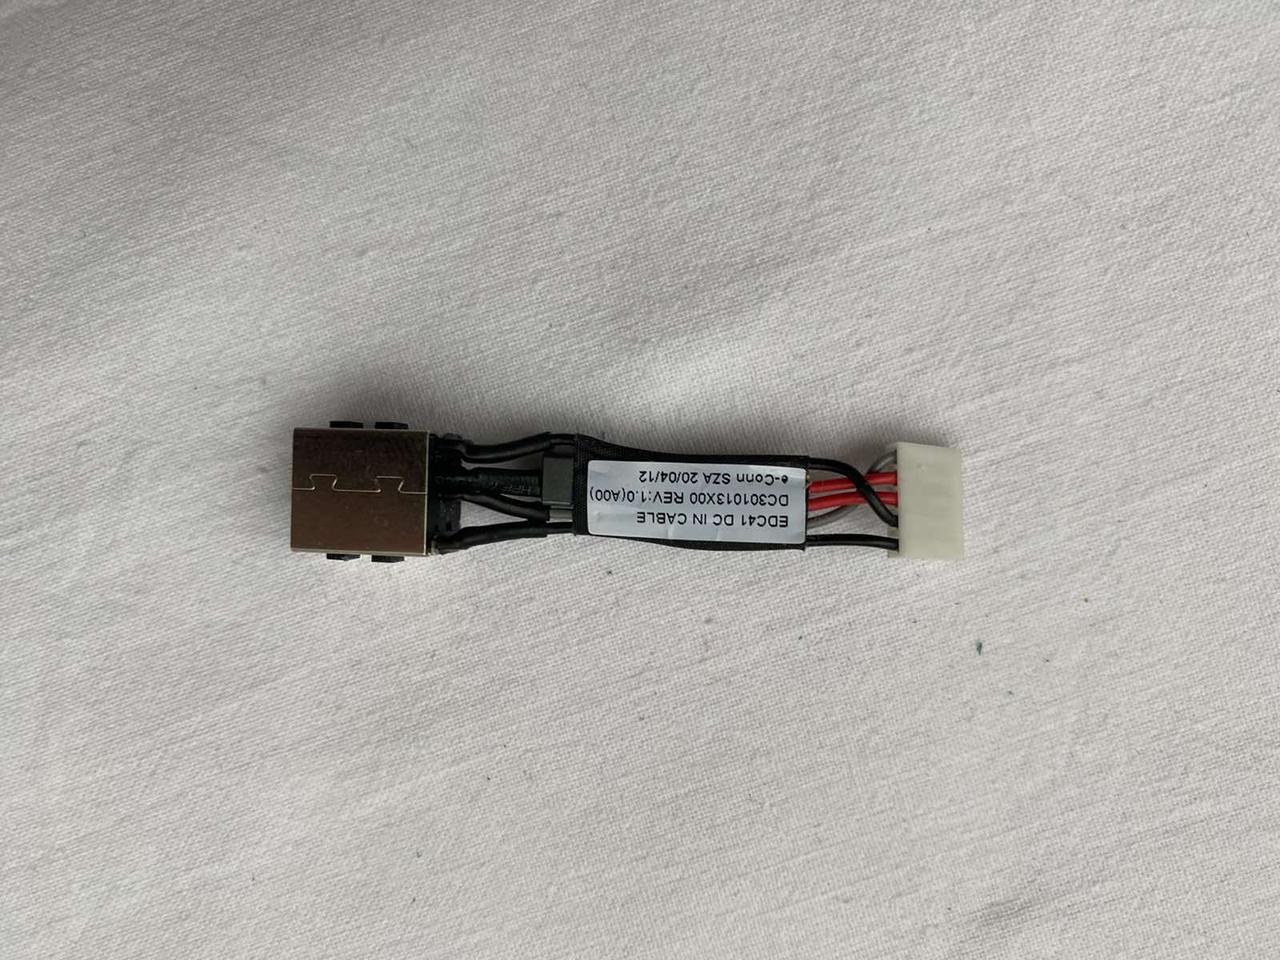 EDC41 DC IN CABLE
DC301013X00 REV:1.0(A00)
e-Conn SZA 20/04/12